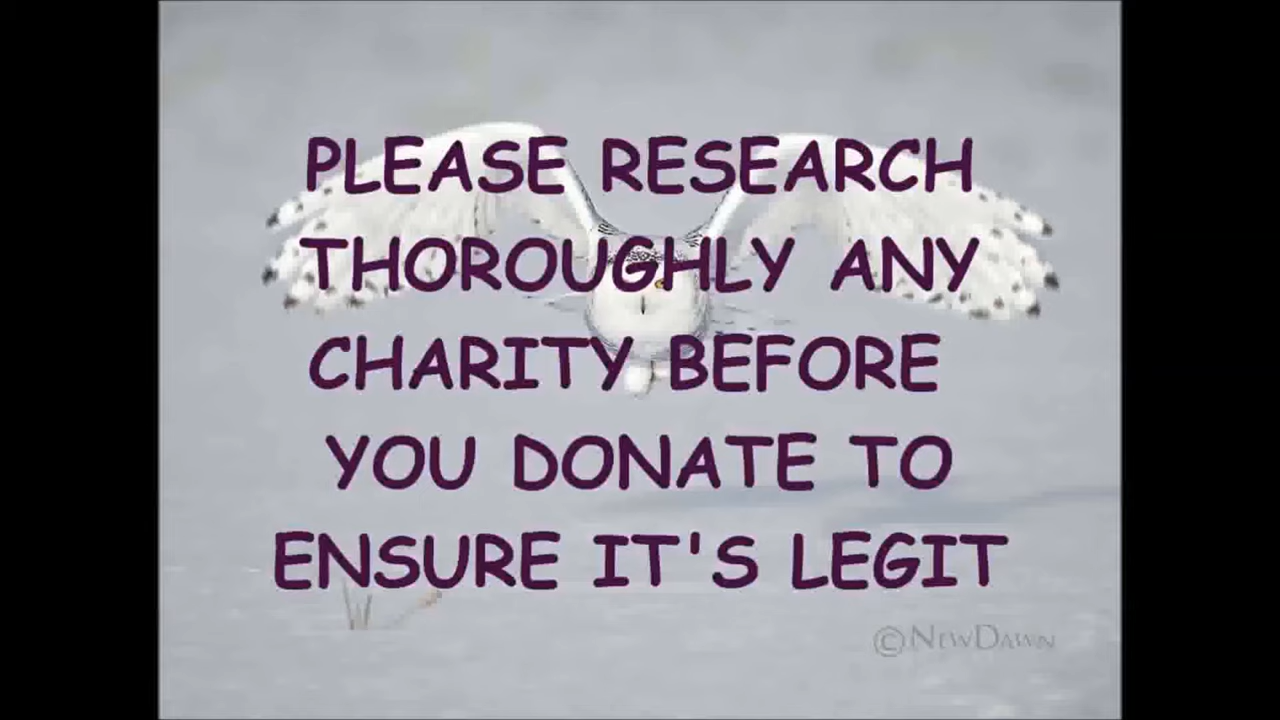 PLEASE RESEARCH
THOROUGHLY ANY
CHARITY BEFORE
YOU DONATE TO
ENSURE IT'S LEGIT
©NEWDAWN